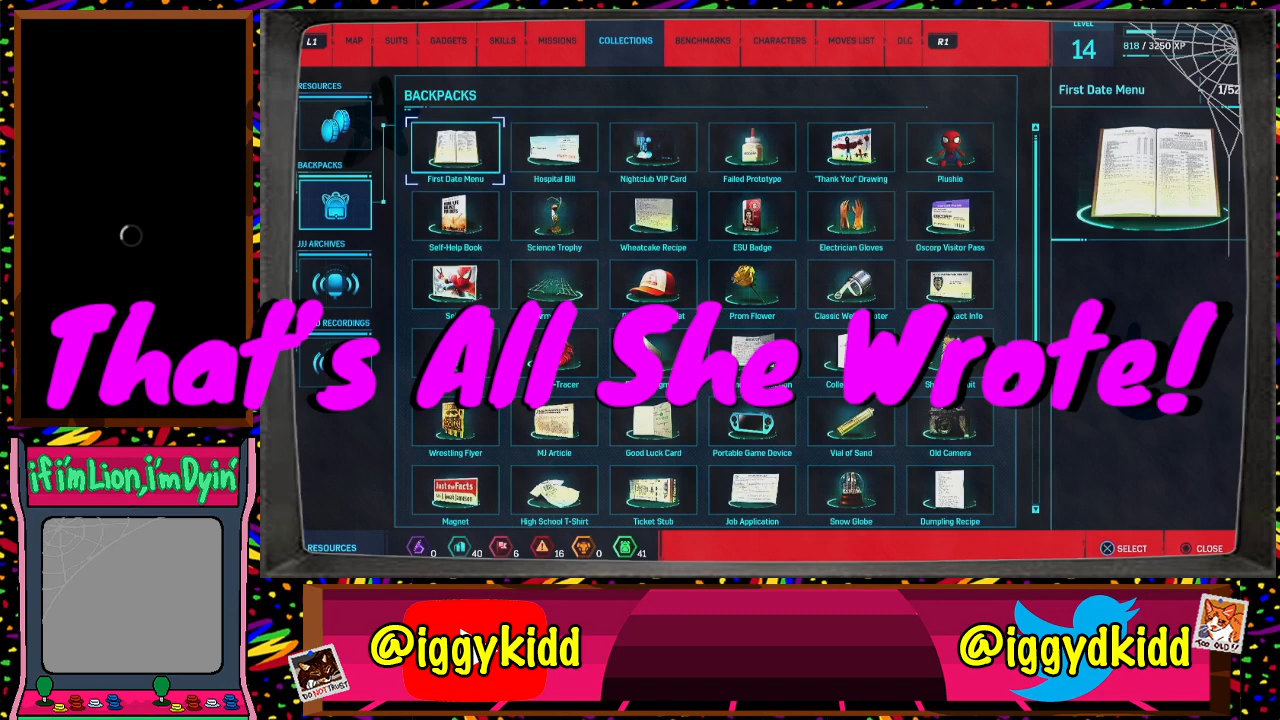 L1 MAP SUITS GADGETS SKILLS MISSIONS COLLECTIONS BENCHMARKS CHARACTERS MOVES LIST DLC R1
LEVEL
14
818 / 3250 XP
RESOURCES
BACKPACKS
JJJ ARCHIVES
RECORDINGS
BACKPACKS
First Date Menu 1/52
First Date Menu Hospital Bill Nightclub VIP Card Failed Prototype "Thank You" Drawing Plushie
Self-Help Book Science Trophy Wheatcake Recipe ESU Badge Electrician Gloves Oscorp Visitor Pass
Prom Flower
That's All She Wrote!
Wrestling Flyer MJ Article Good Luck Card Portable Game Device Vial of Sand Old Camera
Just the Facts
Magnet High School T-Shirt Ticket Stub Job Application Snow Globe Dumpling Recipe
RESOURCES 0 40 6 16 0 41
SELECT CLOSE
if i'm Lion, i'm Dyin'
@iggykidd
@iggydkidd
DO NOT TRUST
TOO OLD!!